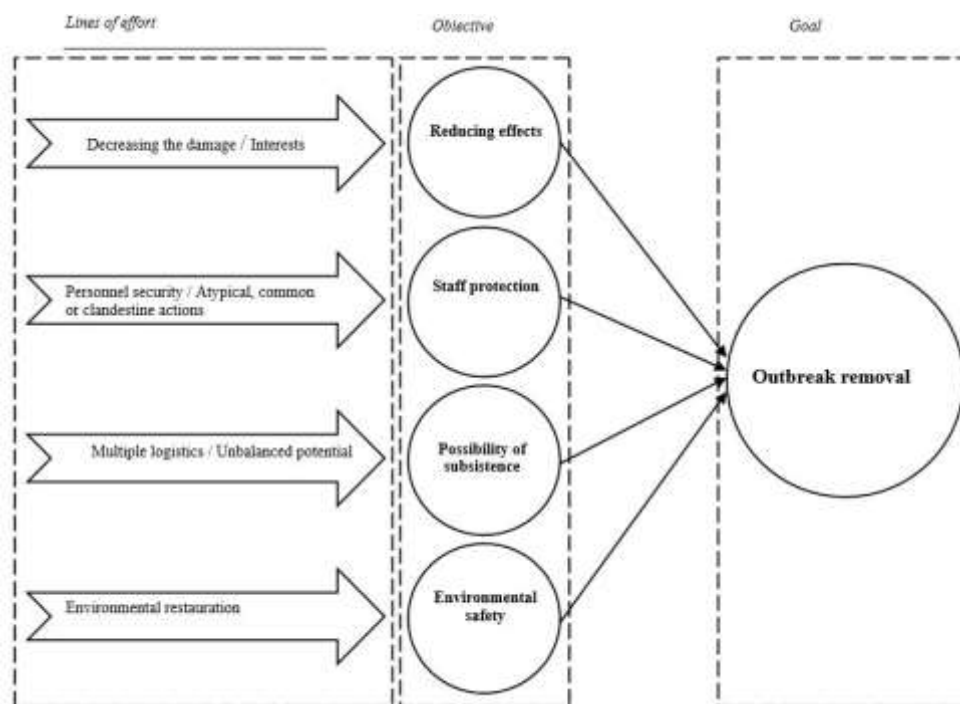 Lines of effort
Objective
Goal
Decreasing the damage / Interests
Reducing effects
Personnel security / Atypical, common
or clandestine actions
Staff protection
Outbreak removal
Multiple logistics / Unbalanced potential
Possibility of
subsistence
Environmental restauration
Environmental
safety